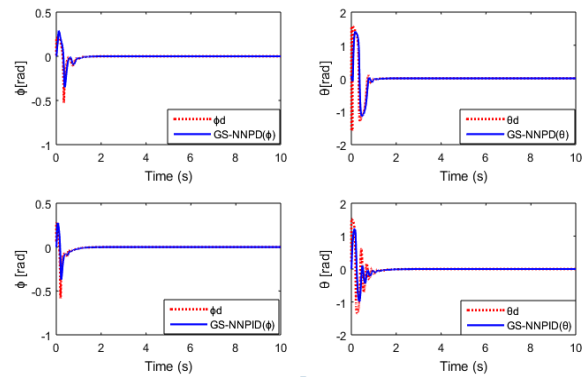 0.5
0
-0.5
-1
ϕ [rad]
0 2 4 6 8 10
Time (s)
ϕd
GS-NNPD(ϕ)
2
1
0
-1
-2
θ[rad]
0 2 4 6 8 10
Time (s)
θd
GS-NNPD(θ)
0.5
0
-0.5
-1
ϕ [rad]
0 2 4 6 8 10
Time (s)
ϕd
GS-NNPID(ϕ)
2
1
0
-1
-2
θ [rad]
0 2 4 6 8 10
Time (s)
θd
GS-NNPID(θ)